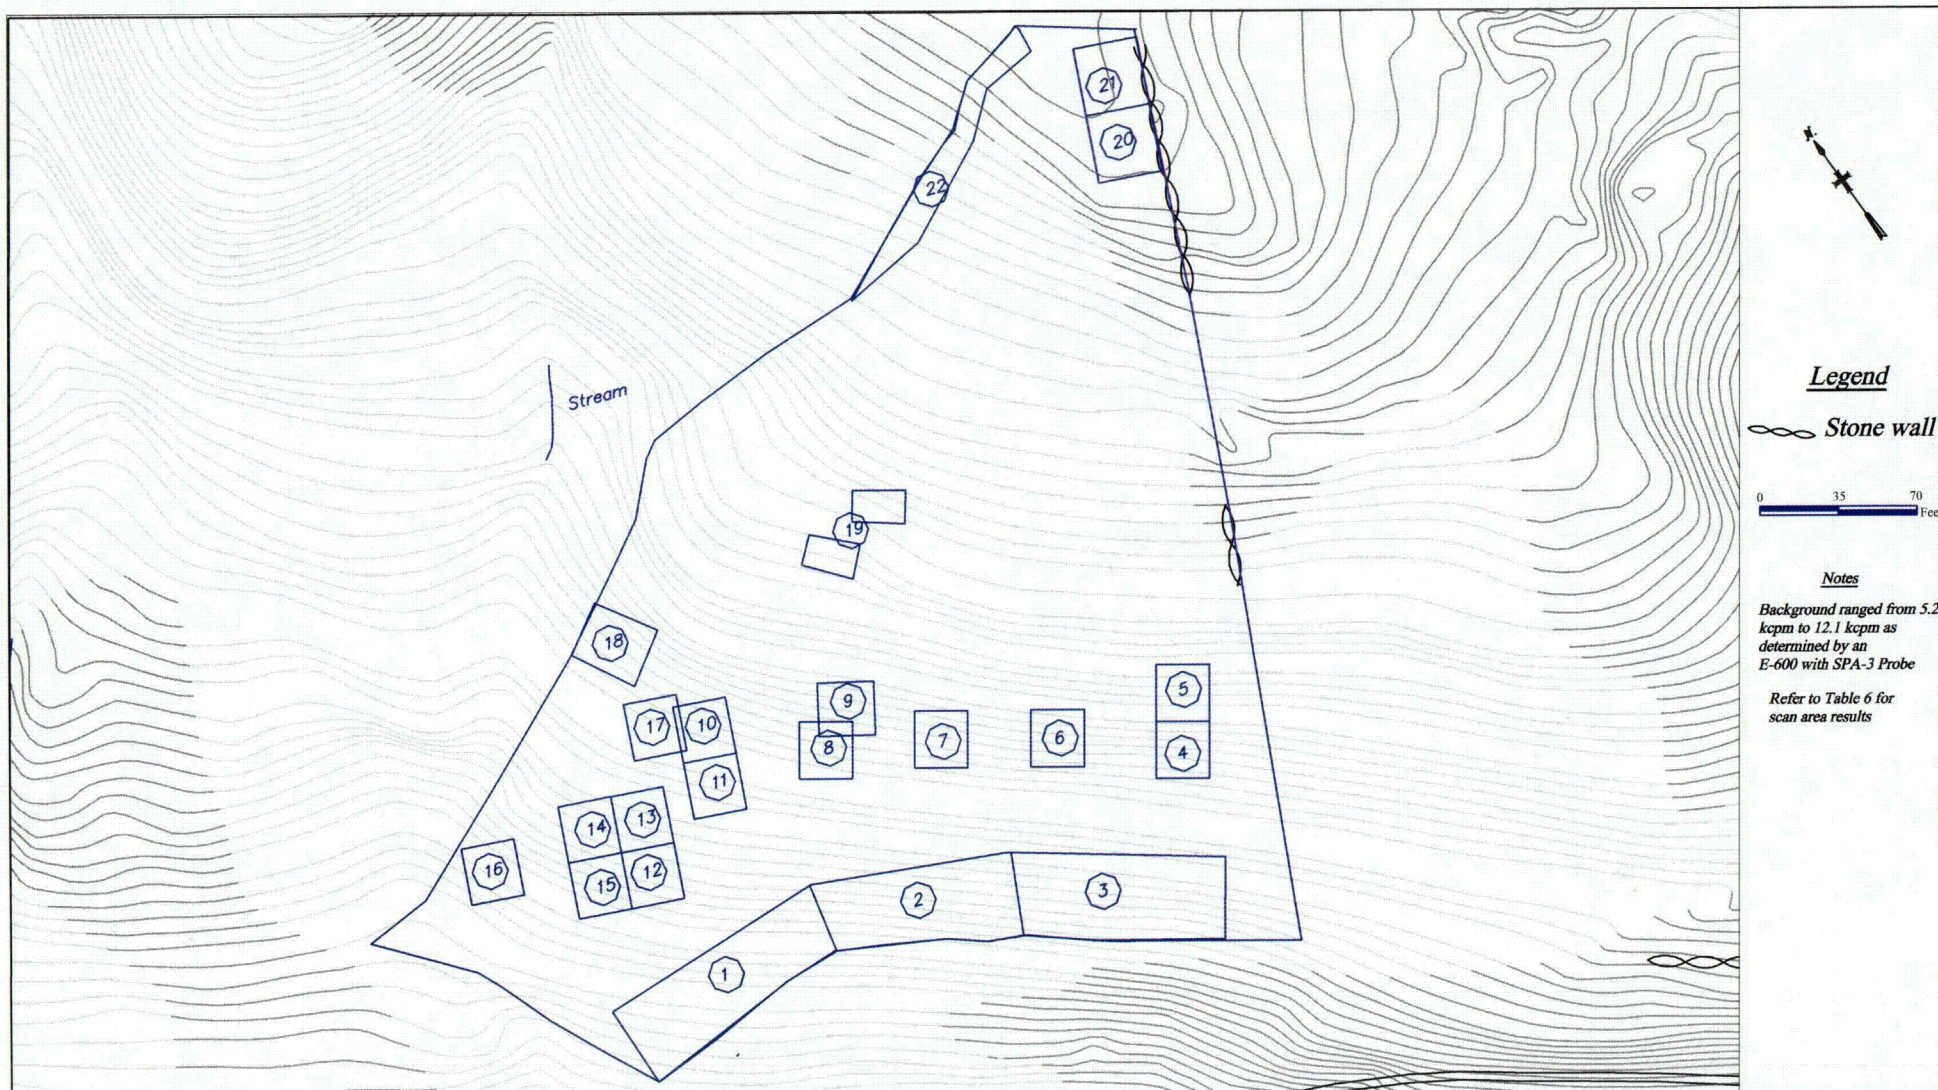 21
20
22
N
Stream
Legend
Stone wall
0 35 70
Fee
19
Notes
Background ranged from 5.2
kcpm to 12.1 kcpm as
determined by an
E-600 with SPA-3 Probe
Refer to Table 6 for
scan area results
18
5
9
17
10
8
7
6
4
11
14
13
16
15
12
2
3
1